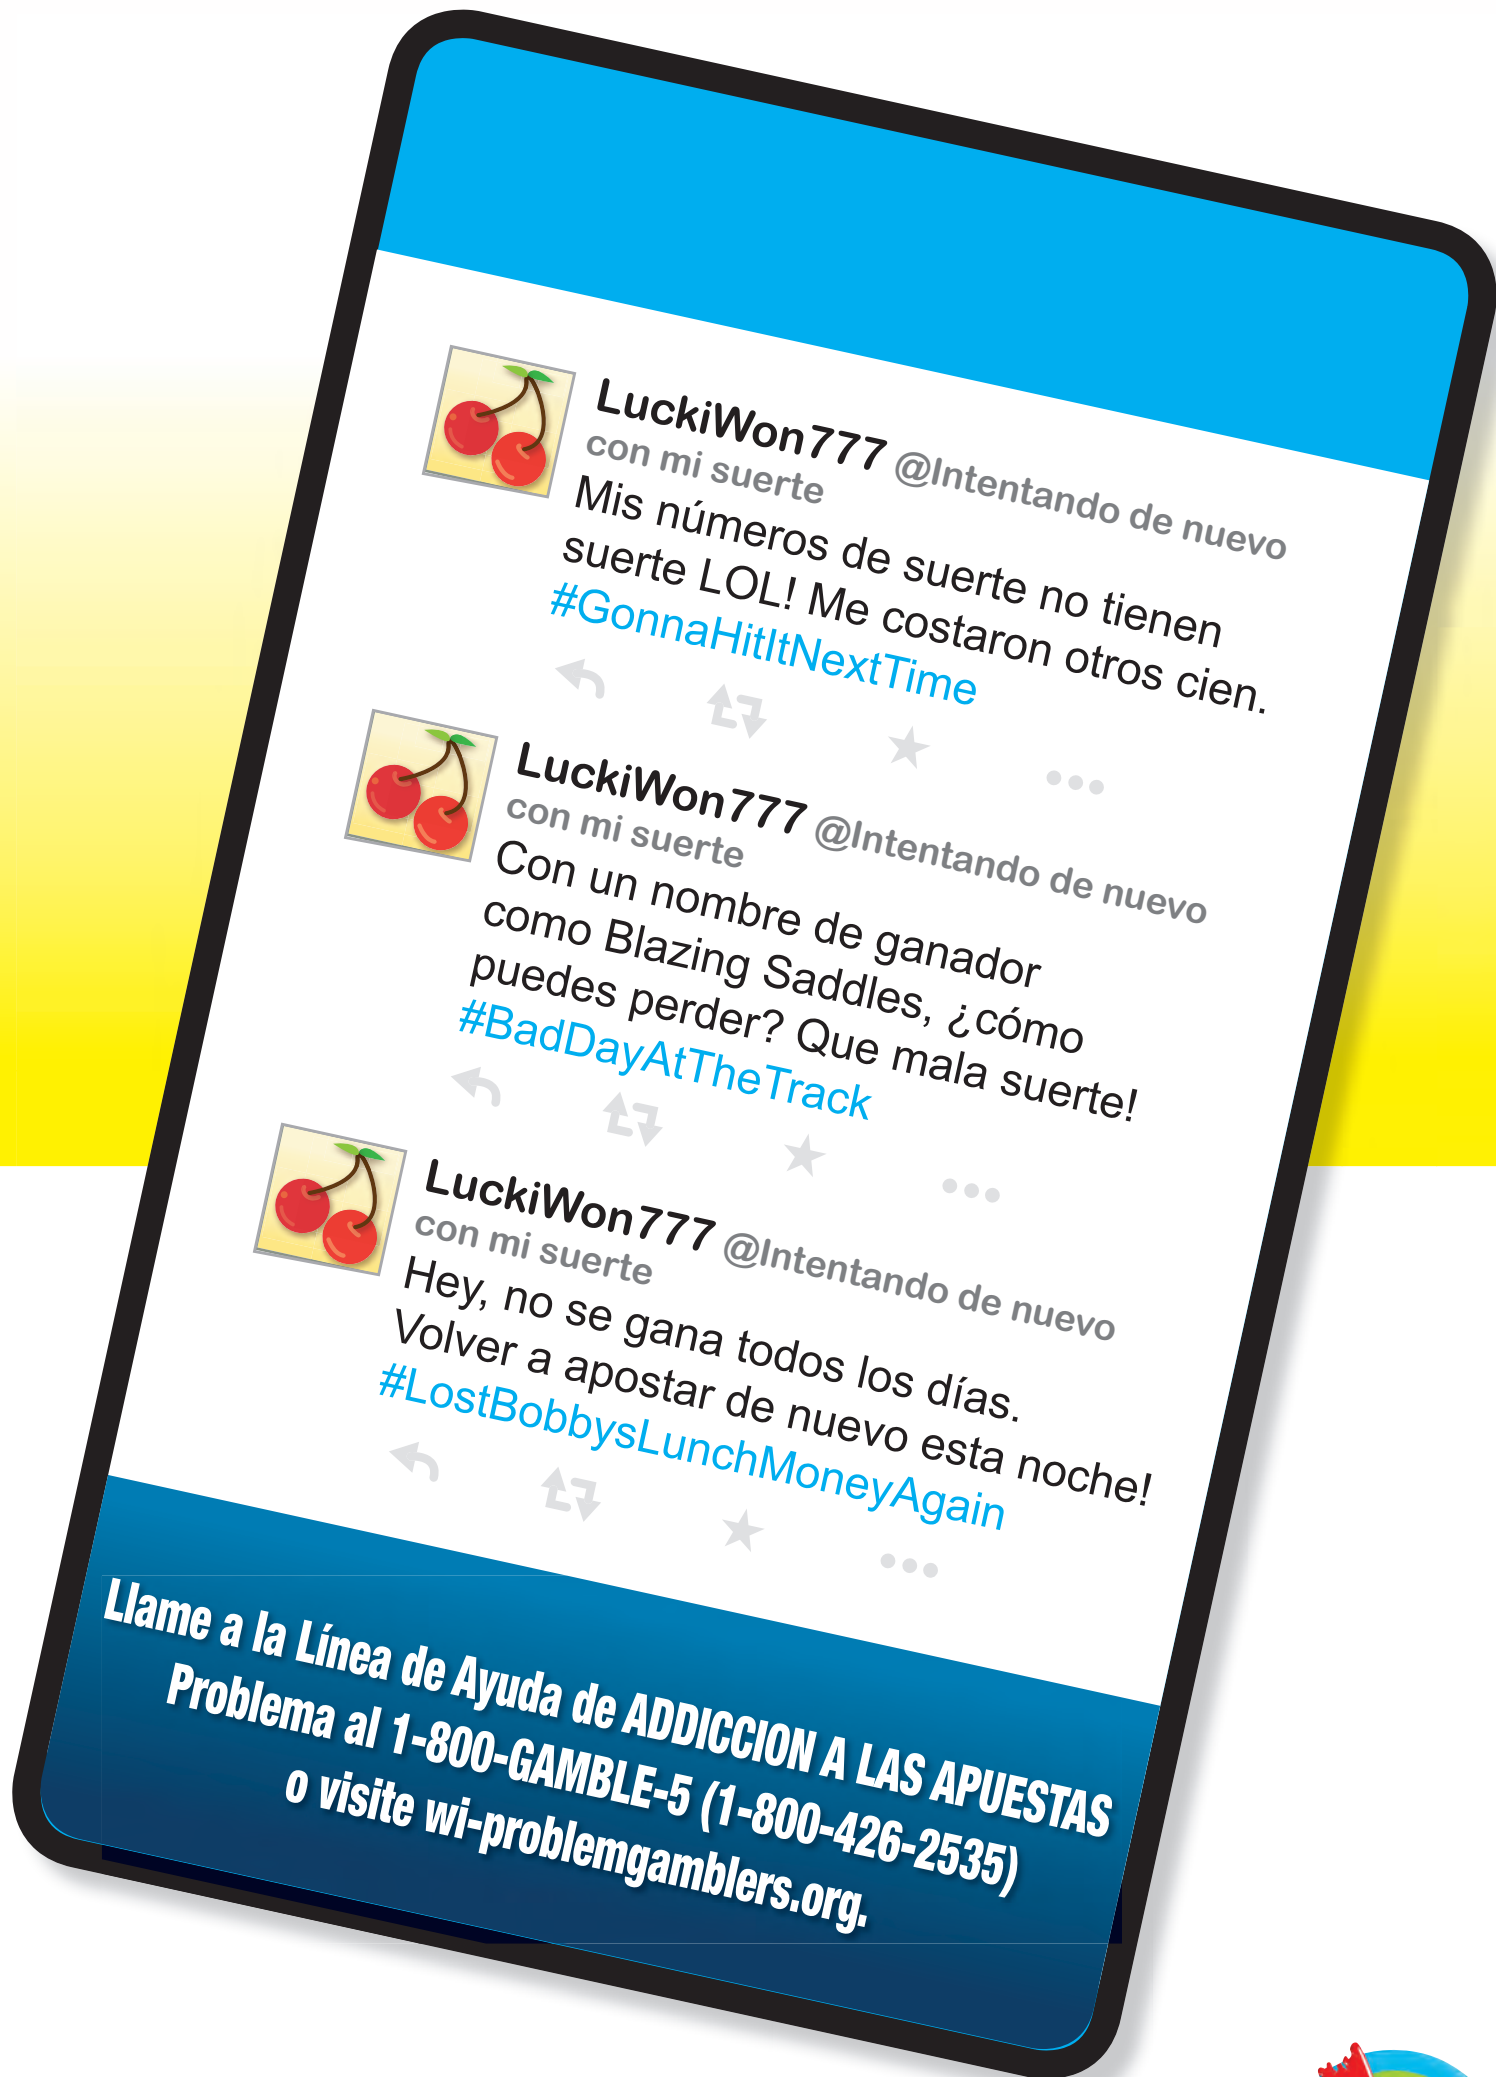 LuckiWon777 @Intentando de nuevo
con mi suerte
Mis números de suerte no tienen
suerte LOL! Me costaron otros cien.
#GonnaHitItNextTime
LuckiWon777 @Intentando de nuevo
con mi suerte
Con un nombre de ganador
como Blazing Saddles, ¿cómo
puedes perder? Que mala suerte!
#BadDayAtTheTrack
LuckiWon777 @Intentando de nuevo
con mi suerte
Hey, no se gana todos los días.
Volver a apostar de nuevo esta noche!
#LostBobbysLunchMoneyAgain
Llame a la Línea de Ayuda de ADDICCION A LAS APUESTAS
Problema al 1-800-GAMBLE-5 (1-800-426-2535)
o visite wi-problemgamblers.org.